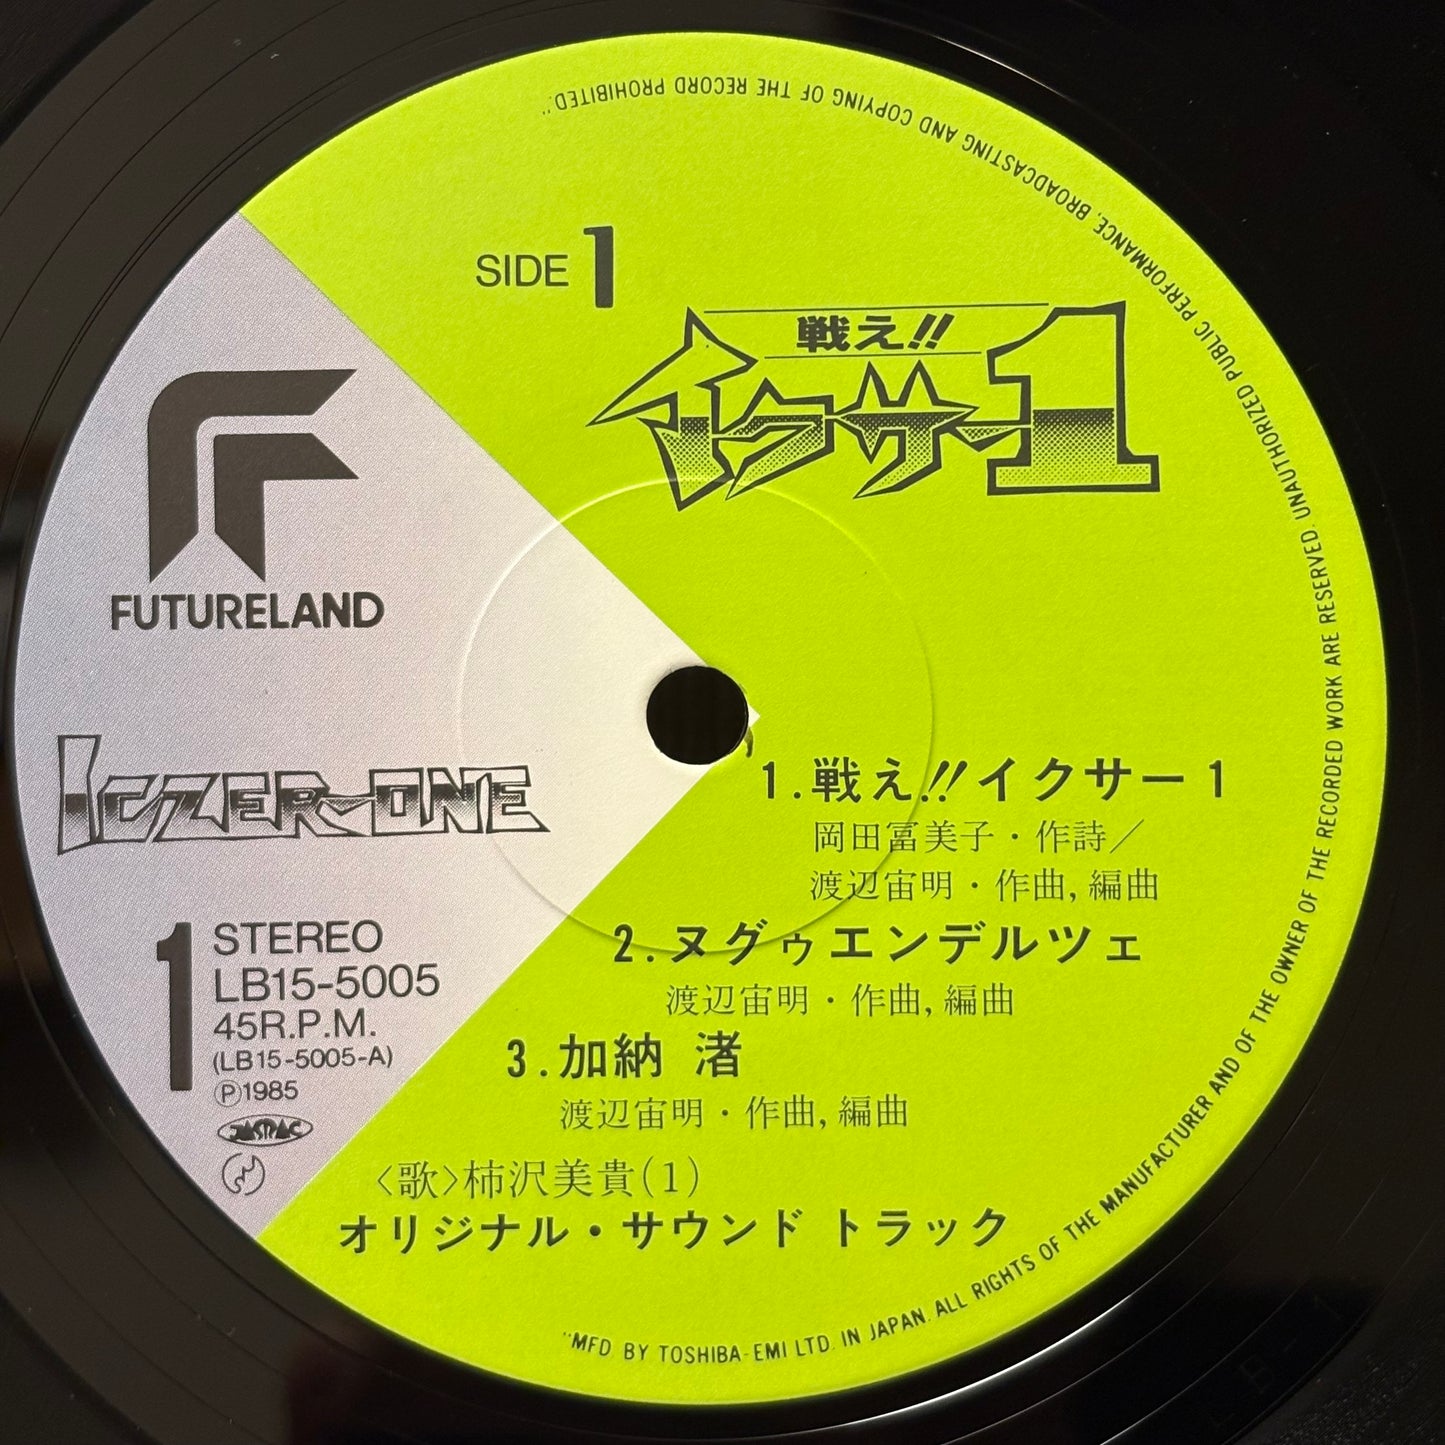 SIDE 1
戦え!!
イクサー1
FUTURELAND
ICZER-ONE
1
STEREO
LB15-5005
45R.P.M.
(LB15-5005-A)
Ⓟ1985
JASRAC
1.戦え!!イクサー1
岡田冨美子・作詩／
渡辺宙明・作曲,編曲
2.ヌグゥエンデルツェ
渡辺宙明・作曲,編曲
3.加納 渚
渡辺宙明・作曲,編曲
〈歌〉柿沢美貴(1)
オリジナル・サウンド トラック
"MFD. BY TOSHIBA-EMI LTD. IN JAPAN. ALL RIGHTS OF THE MANUFACTURER AND OF THE OWNER OF THE RECORDED WORK ARE RESERVED. UNAUTHORIZED PUBLIC PERFORMANCE, BROADCASTING AND COPYING OF THE RECORD PROHIBITED."